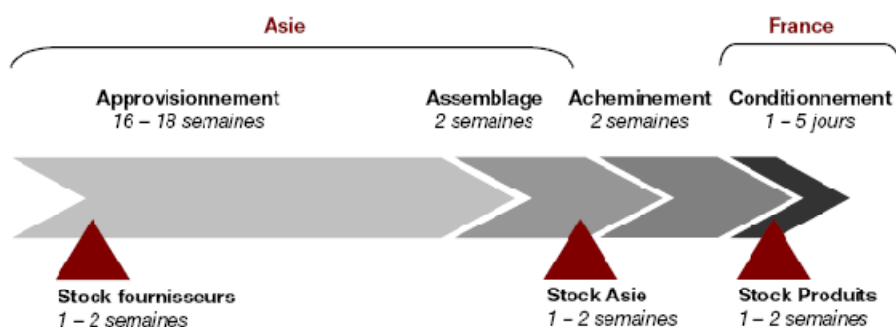 Asie
France
Approvisionnement
16 – 18 semaines
Assemblage
2 semaines
Acheminement
2 semaines
Conditionnement
1 – 5 jours
Stock fournisseurs
1 – 2 semaines
Stock Asie
1 – 2 semaines
Stock Produits
1 – 2 semaines